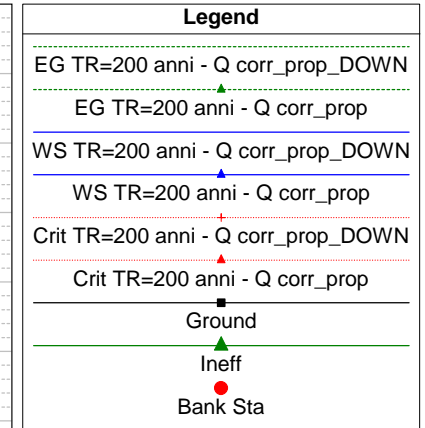 Legend
EG TR=200 anni - Q corr_prop_DOWN
EG TR=200 anni - Q corr_prop
WS TR=200 anni - Q corr_prop_DOWN
WS TR=200 anni - Q corr_prop
Crit TR=200 anni - Q corr_prop_DOWN
Crit TR=200 anni - Q corr_prop
Ground
Ineff
Bank Sta